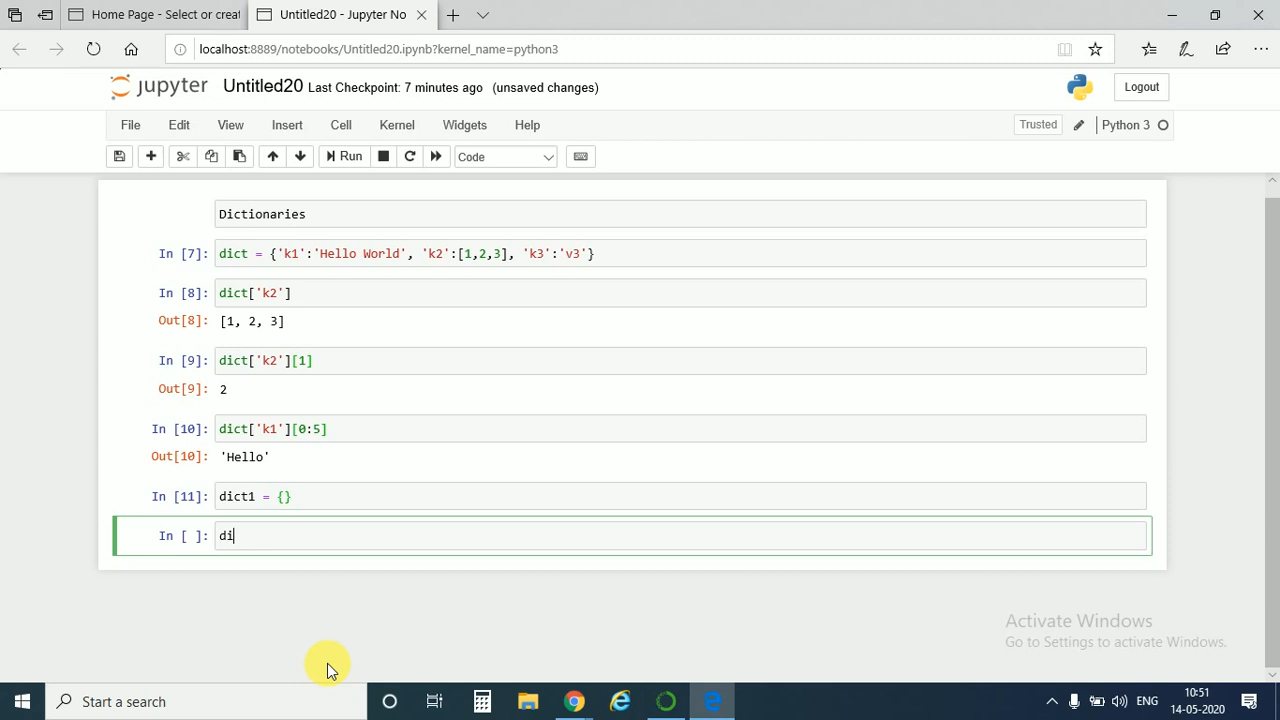 Home Page - Select or creat
Untitled20 - Jupyter No
localhost:8889/notebooks/Untitled20.ipynb?kernel_name=python3
jupyter Untitled20 Last Checkpoint: 7 minutes ago (unsaved changes)
Logout
File Edit View Insert Cell Kernel Widgets Help
Trusted
Python 3
Run
Code
Dictionaries
In [7]: dict = {'k1':'Hello World', 'k2':[1,2,3], 'k3':'v3'}
In [8]: dict['k2']
Out[8]: [1, 2, 3]
In [9]: dict['k2'][1]
Out[9]: 2
In [10]: dict['k1'][0:5]
Out[10]: 'Hello'
In [11]: dict1 = {}
In [ ]: di
Activate Windows
Go to Settings to activate Windows.
Start a search
ENG
10:51
14-05-2020